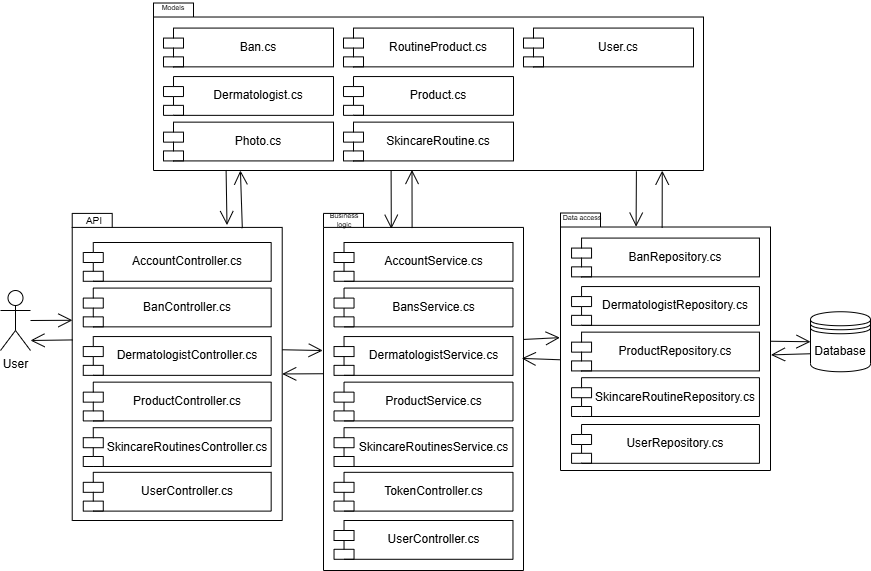 Models
Ban.cs
RoutineProduct.cs
User.cs
Dermatologist.cs
Product.cs
Photo.cs
SkincareRoutine.cs
API
AccountController.cs
BanController.cs
DermatologistController.cs
ProductController.cs
SkincareRoutinesController.cs
UserController.cs
Business
logic
AccountService.cs
BansService.cs
DermatologistService.cs
ProductService.cs
SkincareRoutinesService.cs
TokenController.cs
UserController.cs
Data access
BanRepository.cs
DermatologistRepository.cs
ProductRepository.cs
SkincareRoutineRepository.cs
UserRepository.cs
User
Database